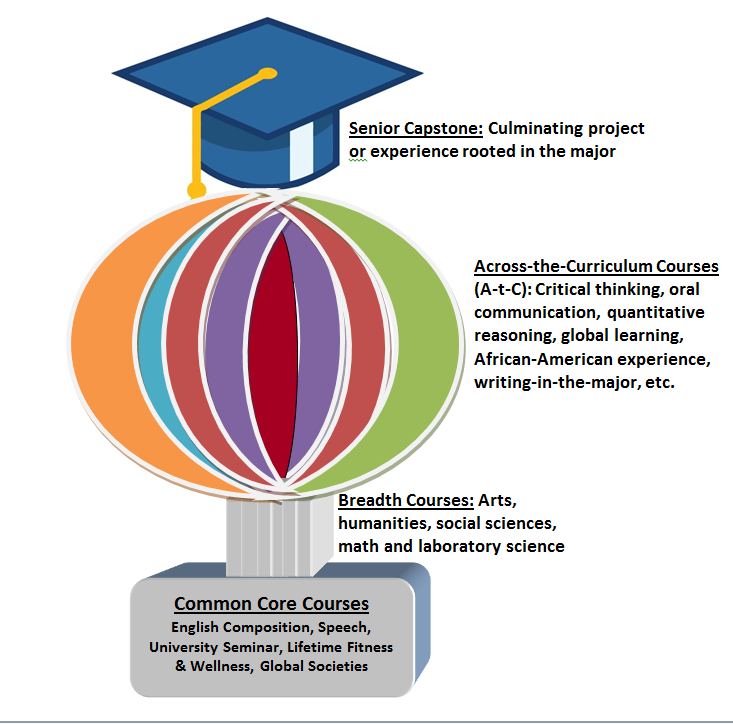 Senior Capstone: Culminating project
or experience rooted in the major
Across-the-Curriculum Courses
(A-t-C): Critical thinking, oral
communication, quantitative
reasoning, global learning,
African-American experience,
writing-in-the-major, etc.
Breadth Courses: Arts,
humanities, social sciences,
math and laboratory science
Common Core Courses
English Composition, Speech,
University Seminar, Lifetime Fitness
& Wellness, Global Societies